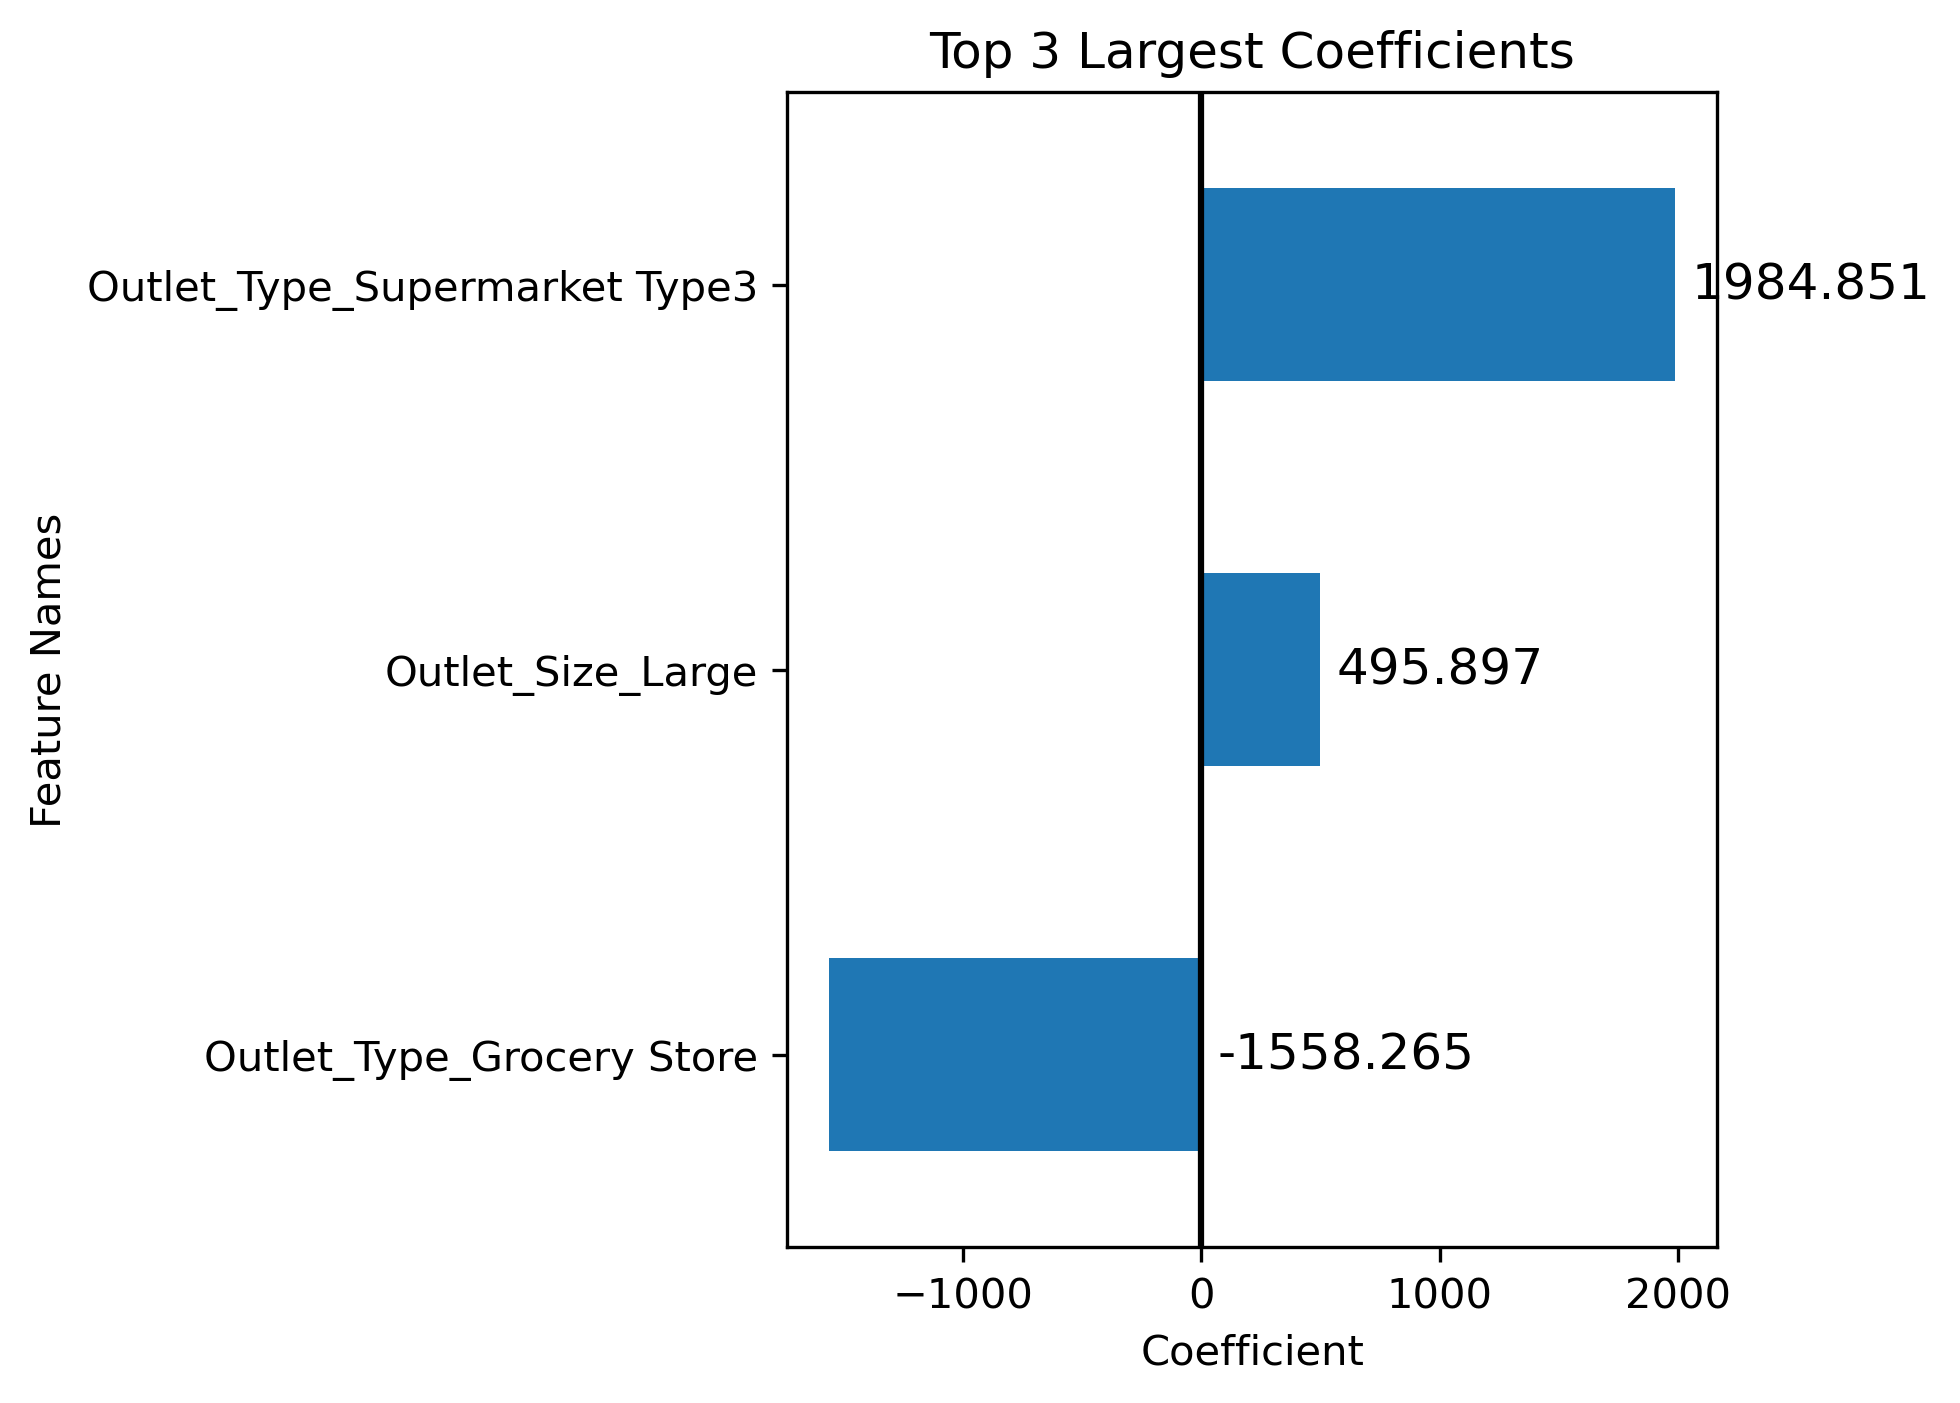 Top 3 Largest Coefficients
Outlet_Type_Supermarket Type3
1984.851
Outlet_Size_Large
495.897
Outlet_Type_Grocery Store
-1558.265
Feature Names
−1000 0 1000 2000
Coefficient